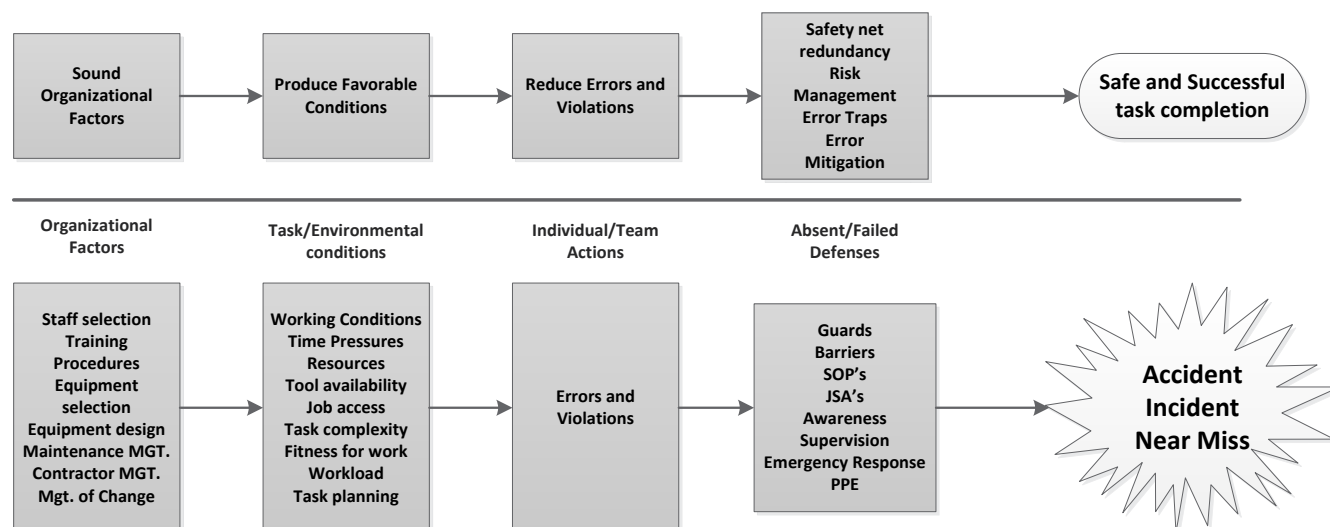 Sound
Organizational
Factors
Produce Favorable
Conditions
Reduce Errors and
Violations
Safety net
redundancy
Risk
Management
Error Traps
Error
Mitigation
Safe and Successful
task completion
Organizational
Factors
Task/Environmental
conditions
Individual/Team
Actions
Absent/Failed
Defenses
Staff selection
Training
Procedures
Equipment
selection
Equipment design
Maintenance MGT.
Contractor MGT.
Mgt. of Change
Working Conditions
Time Pressures
Resources
Tool availability
Job access
Task complexity
Fitness for work
Workload
Task planning
Errors and
Violations
Guards
Barriers
SOP's
JSA's
Awareness
Supervision
Emergency Response
PPE
Accident
Incident
Near Miss